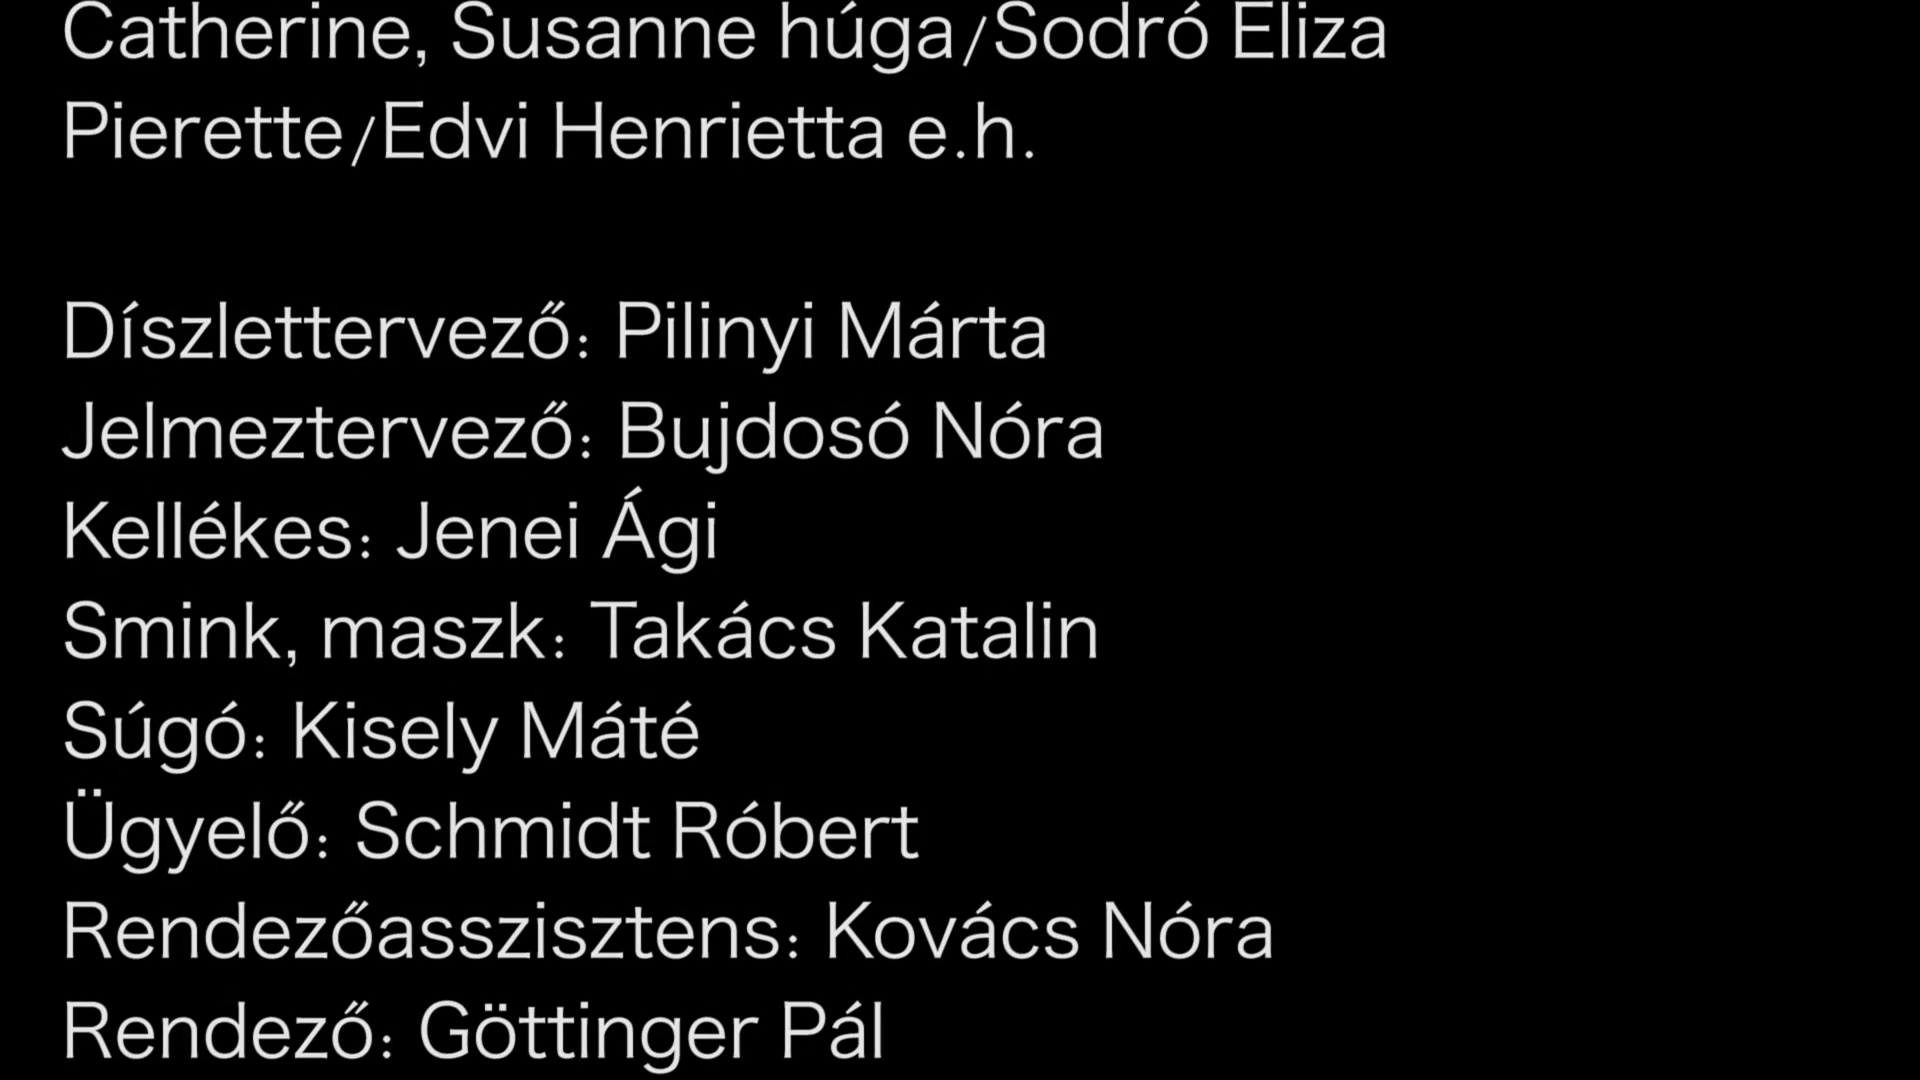 Catherine, Susanne húga/Sodró Eliza
Pierette/Edvi Henrietta e.h.
Díszlettervező: Pilinyi Márta
Jelmeztervező: Bujdosó Nóra
Kellékes: Jenei Ági
Smink, maszk: Takács Katalin
Súgó: Kisely Máté
Ügyelő: Schmidt Róbert
Rendezőasszisztens: Kovács Nóra
Rendező: Göttinger Pál